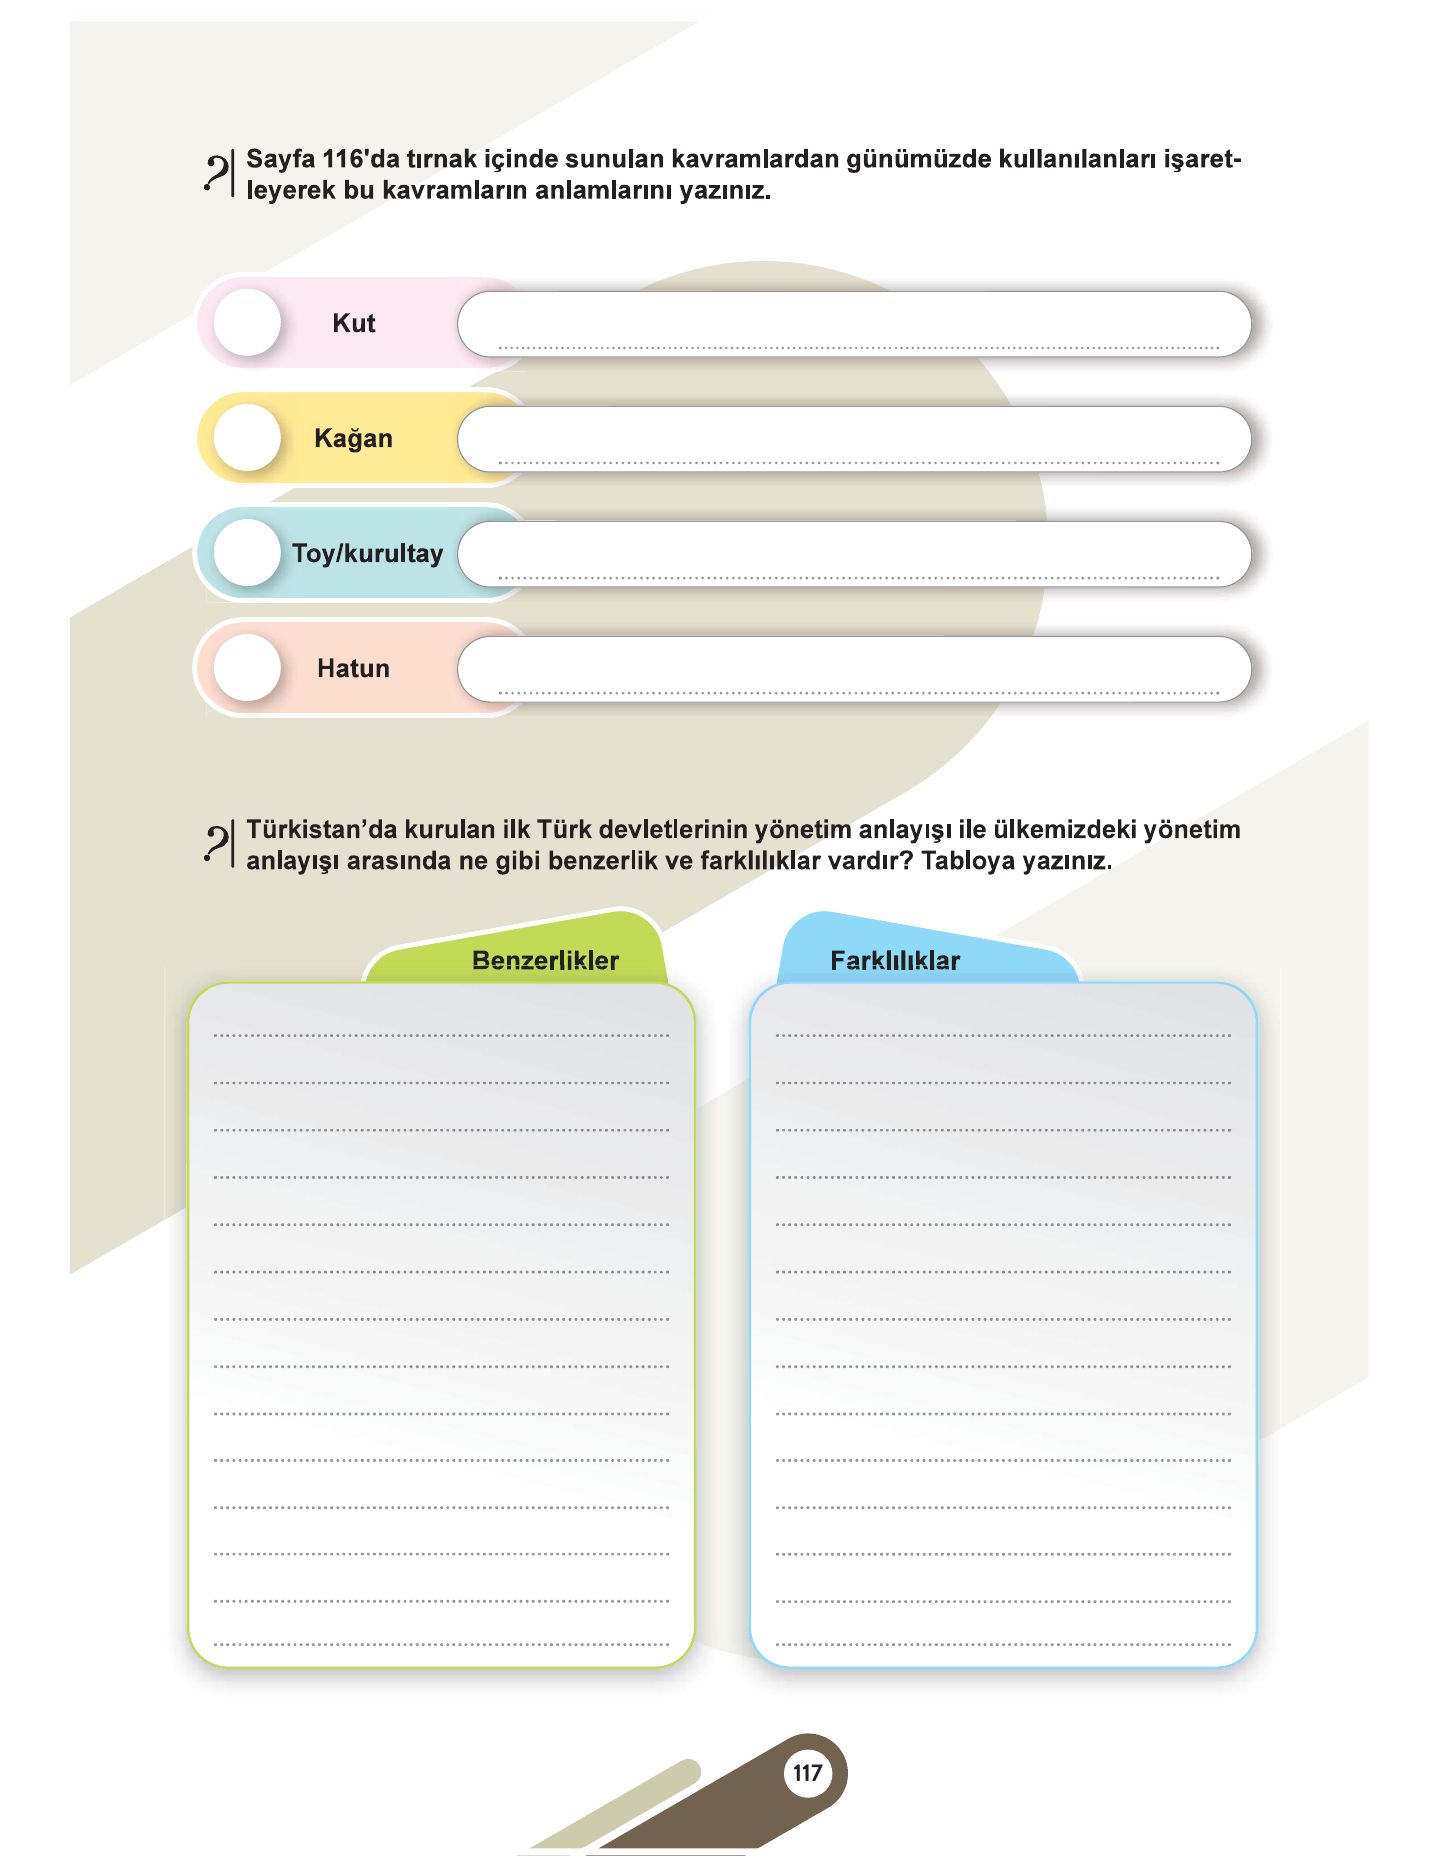 ?| Sayfa 116'da tırnak içinde sunulan kavramlardan günümüzde kullanılanları işaret-
leyerek bu kavramların anlamlarını yazınız.
Kut
Kağan
Toy/kurultay
Hatun
?| Türkistan’da kurulan ilk Türk devletlerinin yönetim anlayışı ile ülkemizdeki yönetim
anlayışı arasında ne gibi benzerlik ve farklılıklar vardır? Tabloya yazınız.
Benzerlikler
Farklılıklar
117